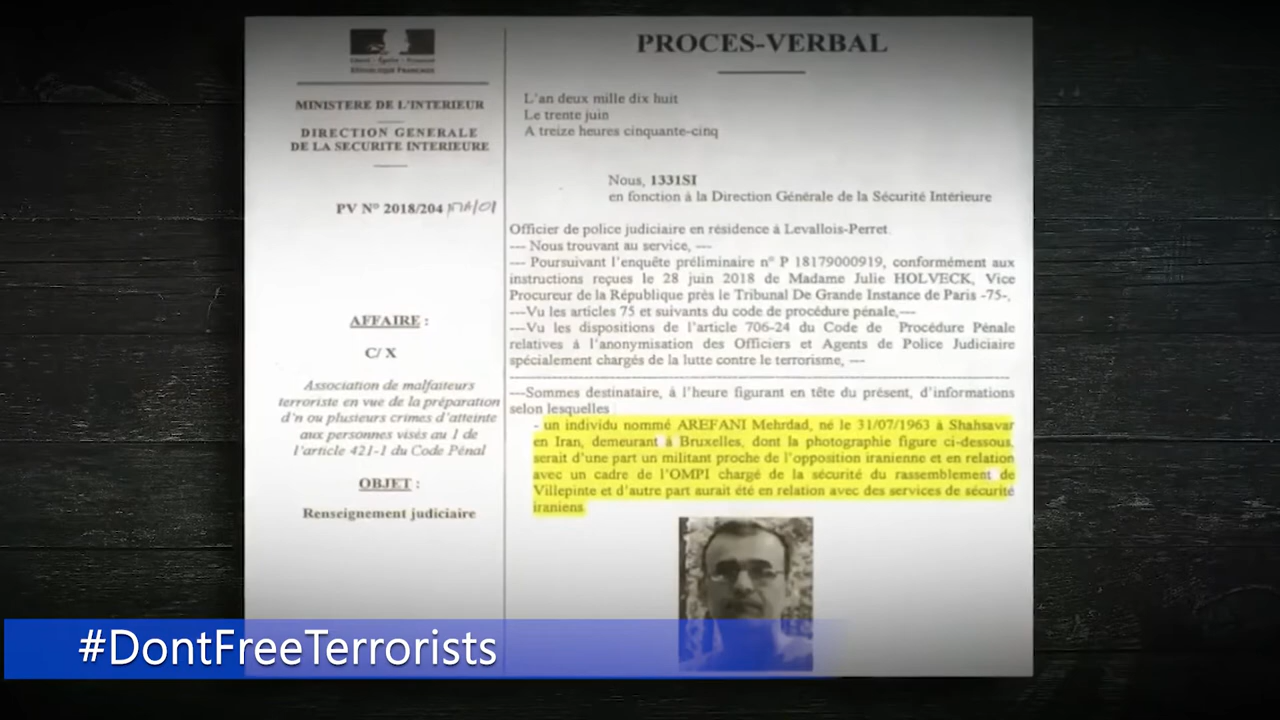 Liberté • Égalité • Fraternité
RÉPUBLIQUE FRANÇAISE
MINISTERE DE L'INTERIEUR
DIRECTION GENERALE
DE LA SECURITE INTERIEURE
PV N° 2018/204
AFFAIRE :
C/ X
Association de malfaiteurs
terroriste en vue de la préparation
d'n ou plusieurs crimes d'atteinte
aux personnes visés au 1 de
l'article 421-1 du Code Pénal
OBJET :
Renseignement judiciaire
PROCES-VERBAL
L'an deux mille dix huit
Le trente juin
A treize heures cinquante-cinq
Nous, 1331SI
en fonction à la Direction Générale de la Sécurité Intérieure
Officier de police judiciaire en résidence à Levallois-Perret.
--- Nous trouvant au service, ---
--- Poursuivant l'enquête préliminaire n° P 18179000919, conformément aux
instructions reçues le 28 juin 2018 de Madame Julie HOLVECK, Vice
Procureur de la République près le Tribunal De Grande Instance de Paris -75-,
---Vu les articles 75 et suivants du code de procédure pénale,---
---Vu les dispositions de l'article 706-24 du Code de Procédure Pénale
relatives à l'anonymisation des Officiers et Agents de Police Judiciaire
spécialement chargés de la lutte contre le terrorisme, ---
---Sommes destinataire, à l'heure figurant en tête du présent, d'informations
selon lesquelles
- un individu nommé AREFANI Mehrdad, né le 31/07/1963 à Shahsavar
en Iran, demeurant à Bruxelles, dont la photographie figure ci-dessous,
serait d'une part un militant proche de l'opposition iranienne et en relation
avec un cadre de l'OMPI chargé de la sécurité du rassemblement de
Villepinte et d'autre part aurait été en relation avec des services de sécurité
iraniens
#DontFreeTerrorists